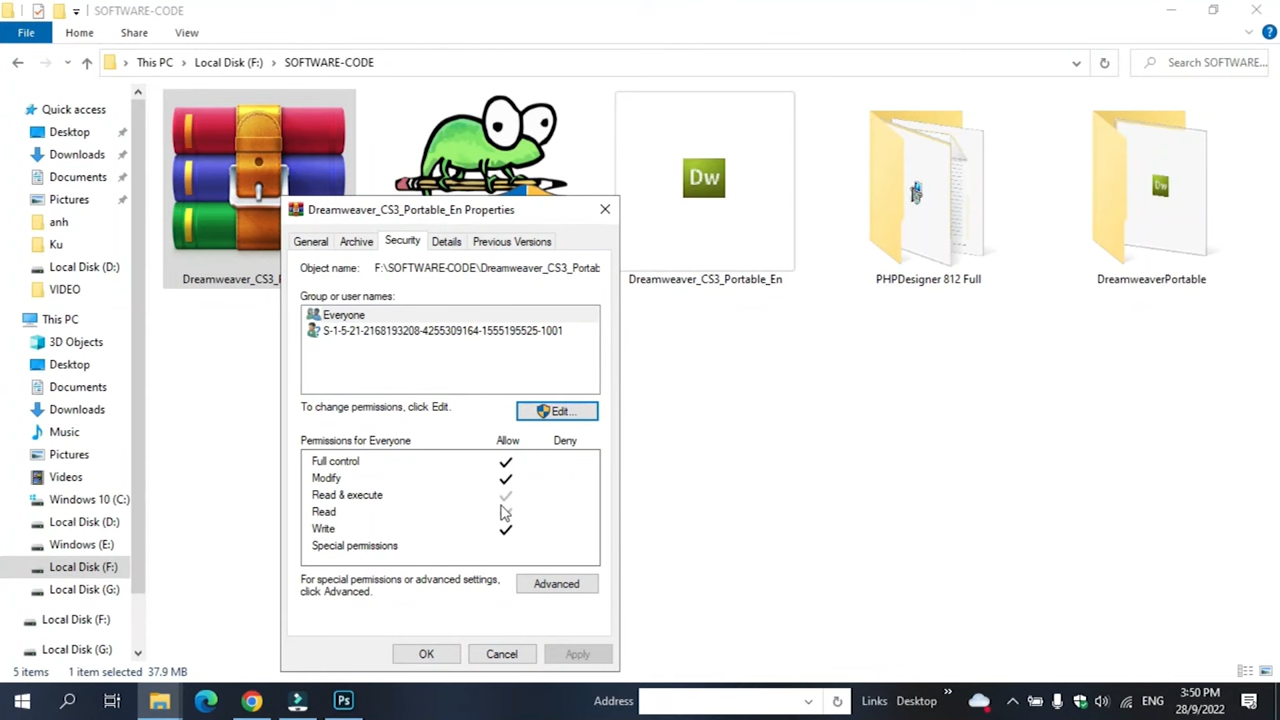 SOFTWARE-CODE
File Home Share View
This PC Local Disk (F:) SOFTWARE-CODE
Search SOFTWARE...
Quick access
Desktop
Downloads
Documents
Pictures
anh
Ku
Local Disk (D:)
VIDEO
This PC
3D Objects
Desktop
Documents
Downloads
Music
Pictures
Videos
Windows 10 (C:)
Local Disk (D:)
Windows (E:)
Local Disk (F:)
Local Disk (G:)
Local Disk (F:)
Local Disk (G:)
Dreamweaver_CS3_P
Dw
Dreamweaver_CS3_Portable_En
PHPDesigner 812 Full
Dw
DreamweaverPortable
Dreamweaver_CS3_Portable_En Properties
General Archive Security Details Previous Versions
Object name: F:\SOFTWARE-CODE\Dreamweaver_CS3_Portab
Group or user names:
Everyone
S-1-5-21-2168193208-4255309164-1555195525-1001
To change permissions, click Edit.
Edit...
Permissions for Everyone Allow Deny
Full control
Modify
Read & execute
Read
Write
Special permissions
For special permissions or advanced settings,
click Advanced.
Advanced
OK Cancel Apply
5 items 1 item selected 37.9 MB
Ps
Address
Links Desktop
ENG
3:50 PM
28/9/2022